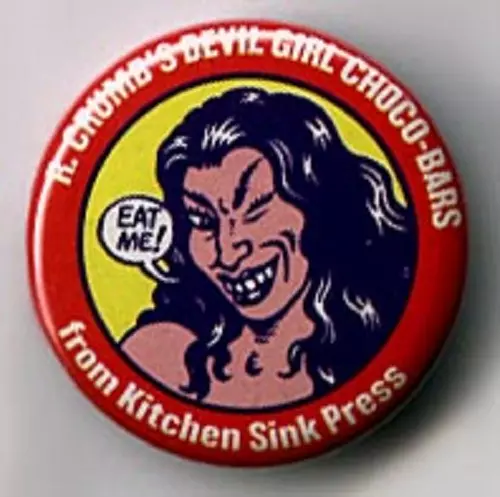 R. CRUMB'S DEVIL GIRL CHOCO-BARS
EAT
ME!
from Kitchen Sink Press